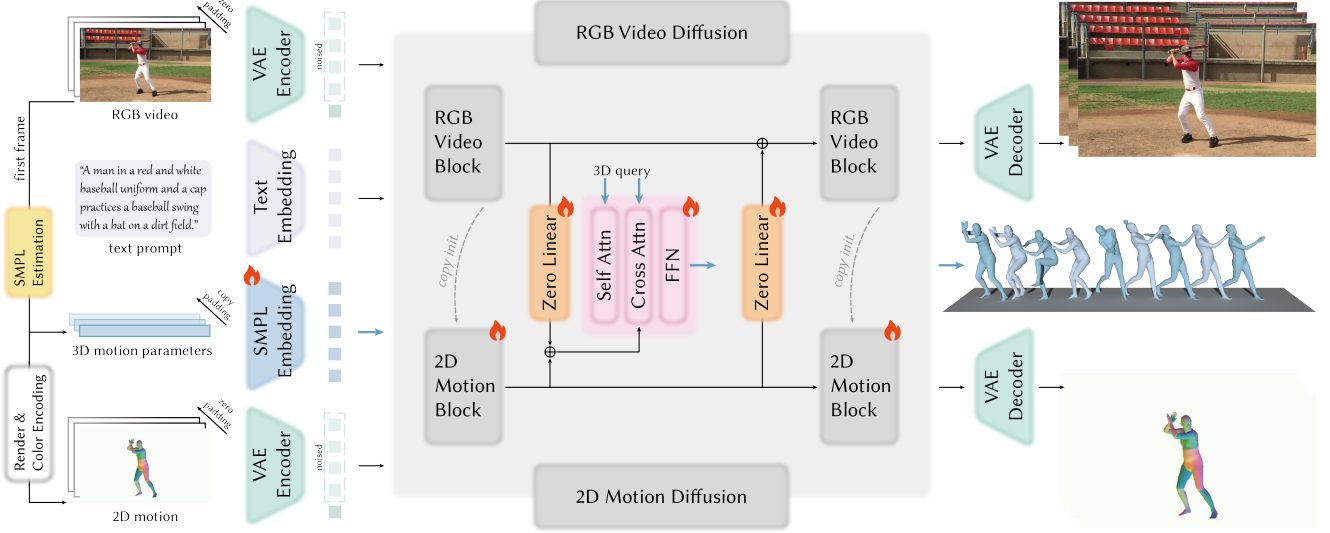 zero
padding
RGB video
VAE
Encoder
noised
first frame
"A man in a red and white
baseball uniform and a cap
practices a baseball swing
with a bat on a dirt field."
text prompt
Text
Embedding
SMPL
Estimation
copy
padding
3D motion parameters
SMPL
Embedding
Render &
Color Encoding
zero
padding
2D motion
VAE
Encoder
noised
RGB Video Diffusion
RGB
Video
Block
copy init.
2D
Motion
Block
Zero Linear
3D query
Self Attn
Cross Attn
FFN
Zero Linear
RGB
Video
Block
copy init.
2D
Motion
Block
2D Motion Diffusion
VAE
Decoder
VAE
Decoder